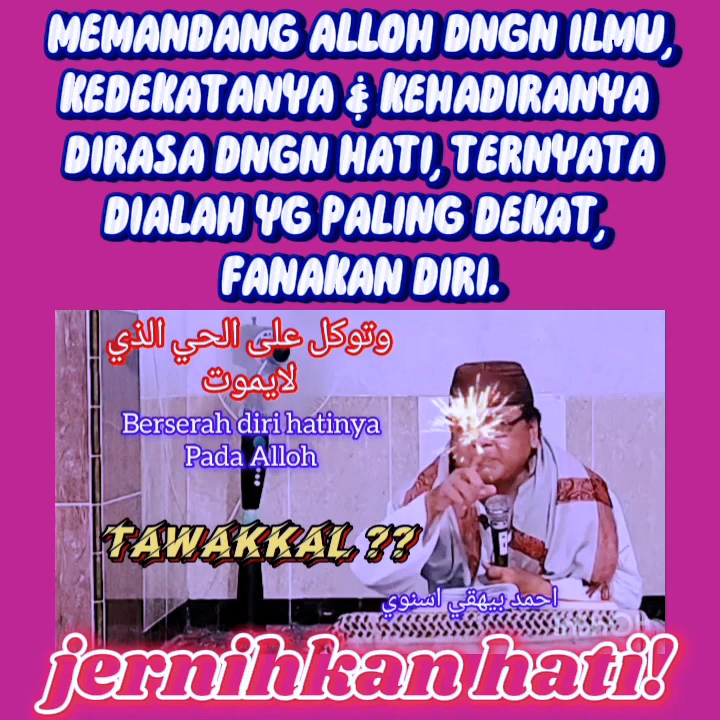 MEMANDANG ALLOH DNGN ILMU,
KEDEKATANYA & KEHADIRANYA
DIRASA DNGN HATI, TERNYATA
DIALAH YG PALING DEKAT,
FANAKAN DIRI.
وتوكل على الحي الذي
لايموت
Berserah diri hatinya
Pada Alloh
TAWAKKAL ??
احمد بيهقي اسنوي
jernihkan hati!